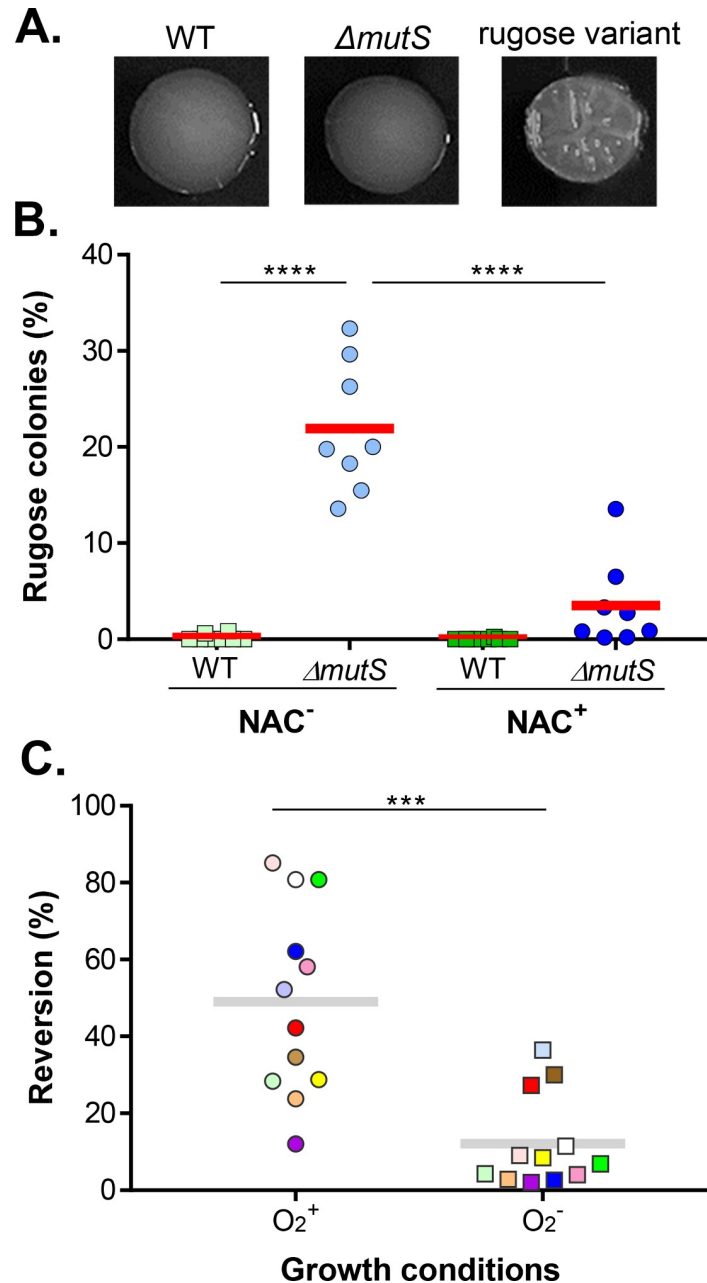 A.
WT ΔmutS rugose variant
B.
Rugose colonies (%)
40
30
20
10
0
**** ****
WT ΔmutS WT ΔmutS
NAC⁻ NAC⁺
C.
Reversion (%)
100
80
60
40
20
0
***
O₂⁺ O₂⁻
Growth conditions